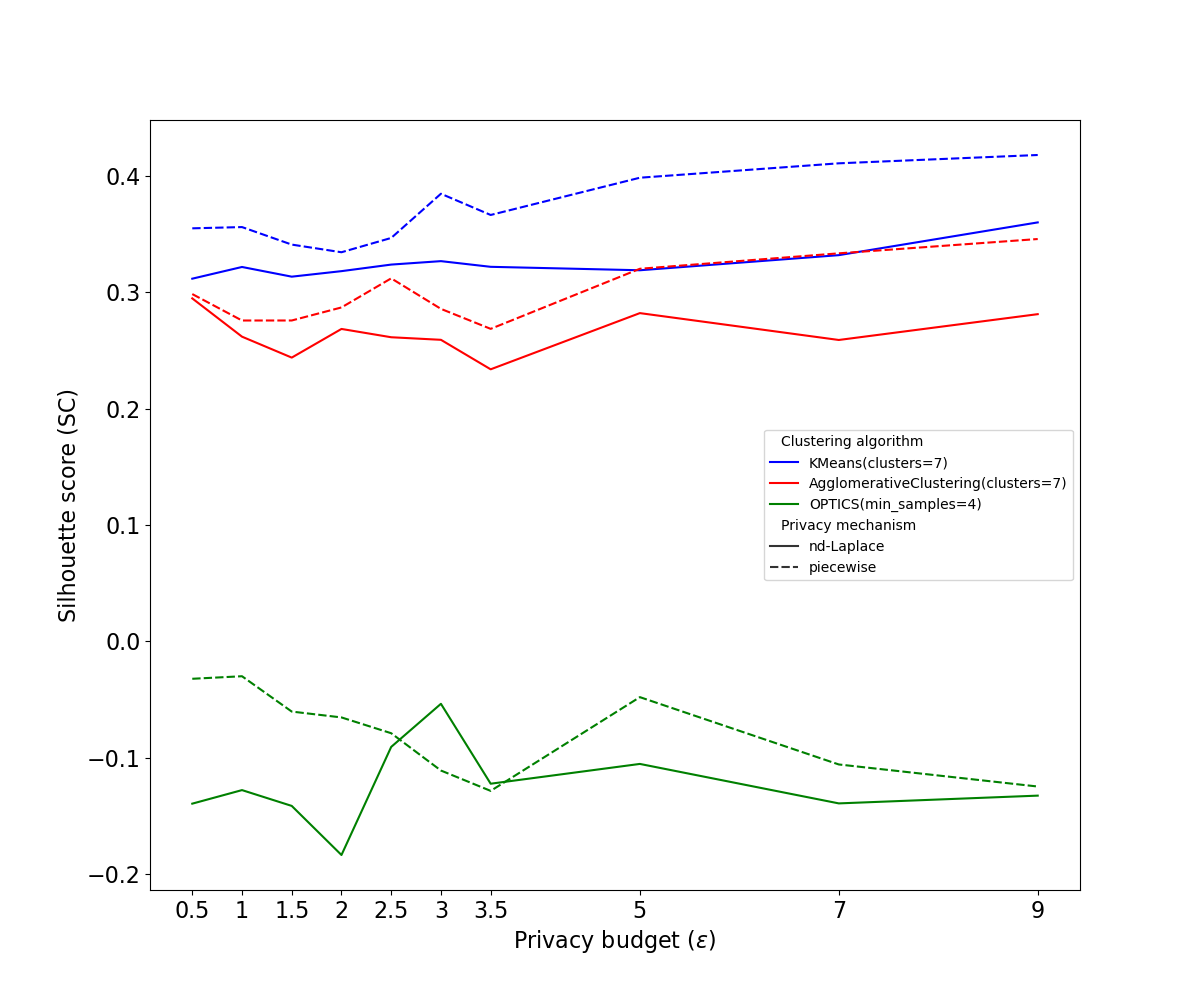 0.4
0.3
0.2
0.1
0.0
−0.1
−0.2
Silhouette score (SC)
Clustering algorithm
KMeans(clusters=7)
AgglomerativeClustering(clusters=7)
OPTICS(min_samples=4)
Privacy mechanism
nd-Laplace
piecewise
0.5 1 1.5 2 2.5 3 3.5 5 7 9
Privacy budget (ε)